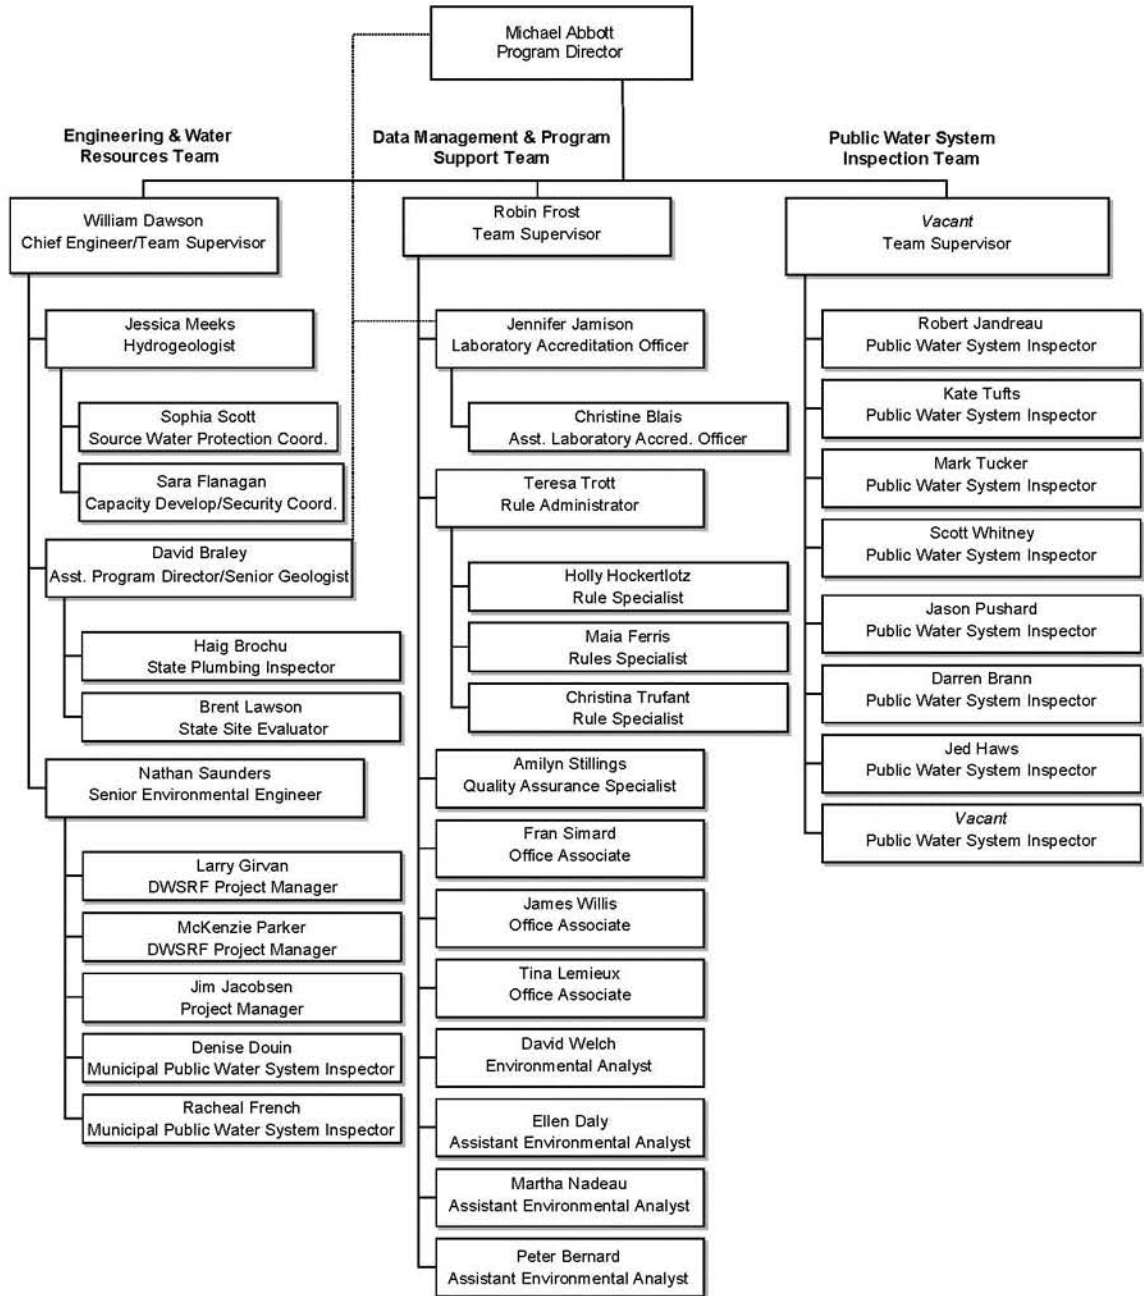 Michael Abbott
Program Director
Engineering & Water
Resources Team
Data Management & Program
Support Team
Public Water System
Inspection Team
William Dawson
Chief Engineer/Team Supervisor
Robin Frost
Team Supervisor
Vacant
Team Supervisor
Jessica Meeks
Hydrogeologist
Sophia Scott
Source Water Protection Coord.
Sara Flanagan
Capacity Develop/Security Coord.
David Braley
Asst. Program Director/Senior Geologist
Haig Brochu
State Plumbing Inspector
Brent Lawson
State Site Evaluator
Nathan Saunders
Senior Environmental Engineer
Larry Girvan
DWSRF Project Manager
McKenzie Parker
DWSRF Project Manager
Jim Jacobsen
Project Manager
Denise Douin
Municipal Public Water System Inspector
Racheal French
Municipal Public Water System Inspector
Jennifer Jamison
Laboratory Accreditation Officer
Christine Blais
Asst. Laboratory Accred. Officer
Teresa Trott
Rule Administrator
Holly Hockertlotz
Rule Specialist
Maia Ferris
Rules Specialist
Christina Trufant
Rule Specialist
Amilyn Stillings
Quality Assurance Specialist
Fran Simard
Office Associate
James Willis
Office Associate
Tina Lemieux
Office Associate
David Welch
Environmental Analyst
Ellen Daly
Assistant Environmental Analyst
Martha Nadeau
Assistant Environmental Analyst
Peter Bernard
Assistant Environmental Analyst
Robert Jandreau
Public Water System Inspector
Kate Tufts
Public Water System Inspector
Mark Tucker
Public Water System Inspector
Scott Whitney
Public Water System Inspector
Jason Pushard
Public Water System Inspector
Darren Brann
Public Water System Inspector
Jed Haws
Public Water System Inspector
Vacant
Public Water System Inspector